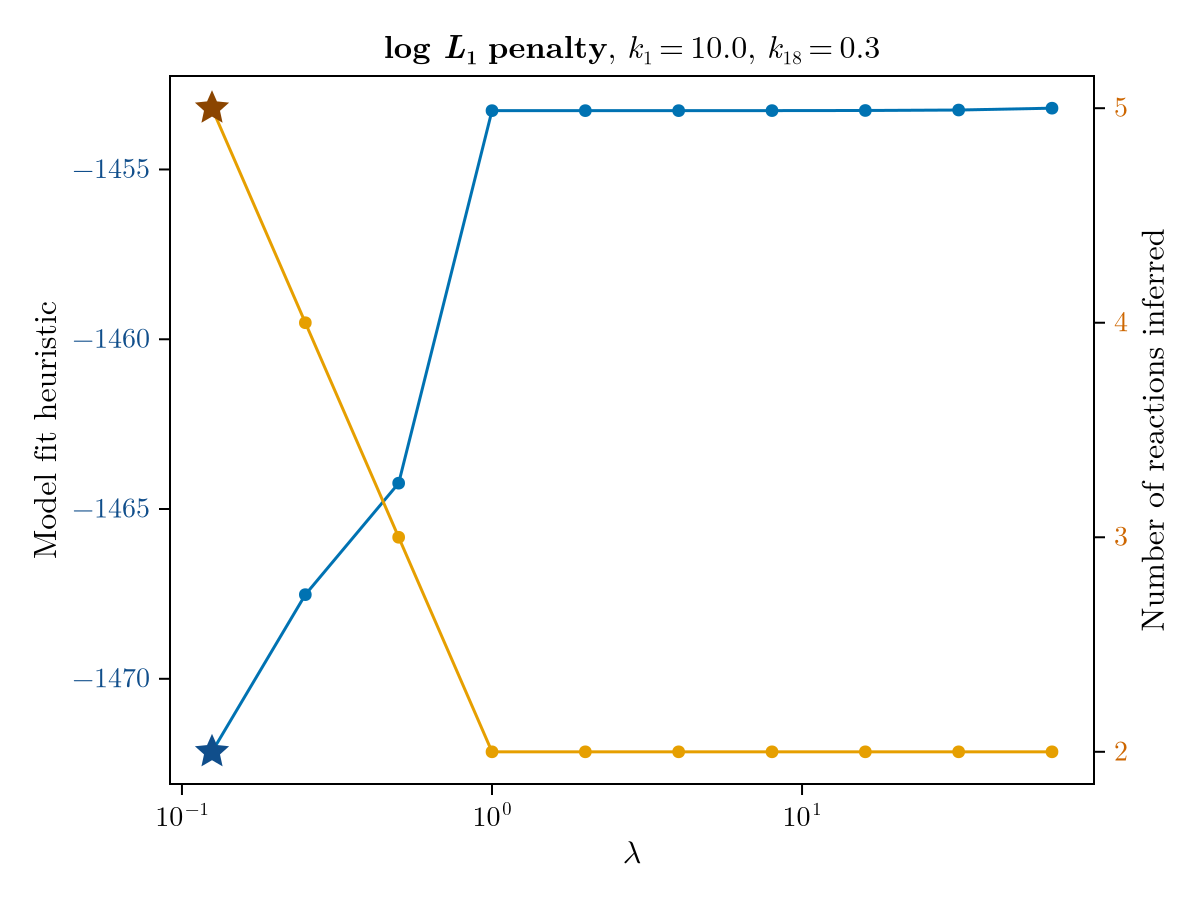 log L₁ penalty, k₁ = 10.0, k₁₈ = 0.3
Model fit heuristic
−1455
−1460
−1465
−1470
5
4
3
2
Number of reactions inferred
10⁻¹
10⁰
10¹
λ